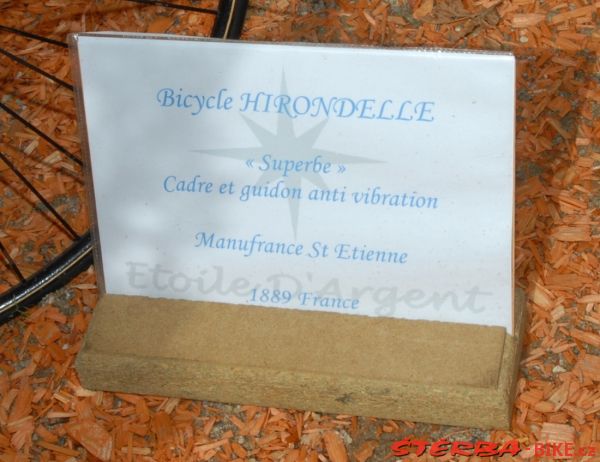 Bicycle HIRONDELLE
« Superbe »
Cadre et guidon anti vibration
Manufrance St Etienne
Etoile D'Argent
1889 France
STERBA-BIKE.cz